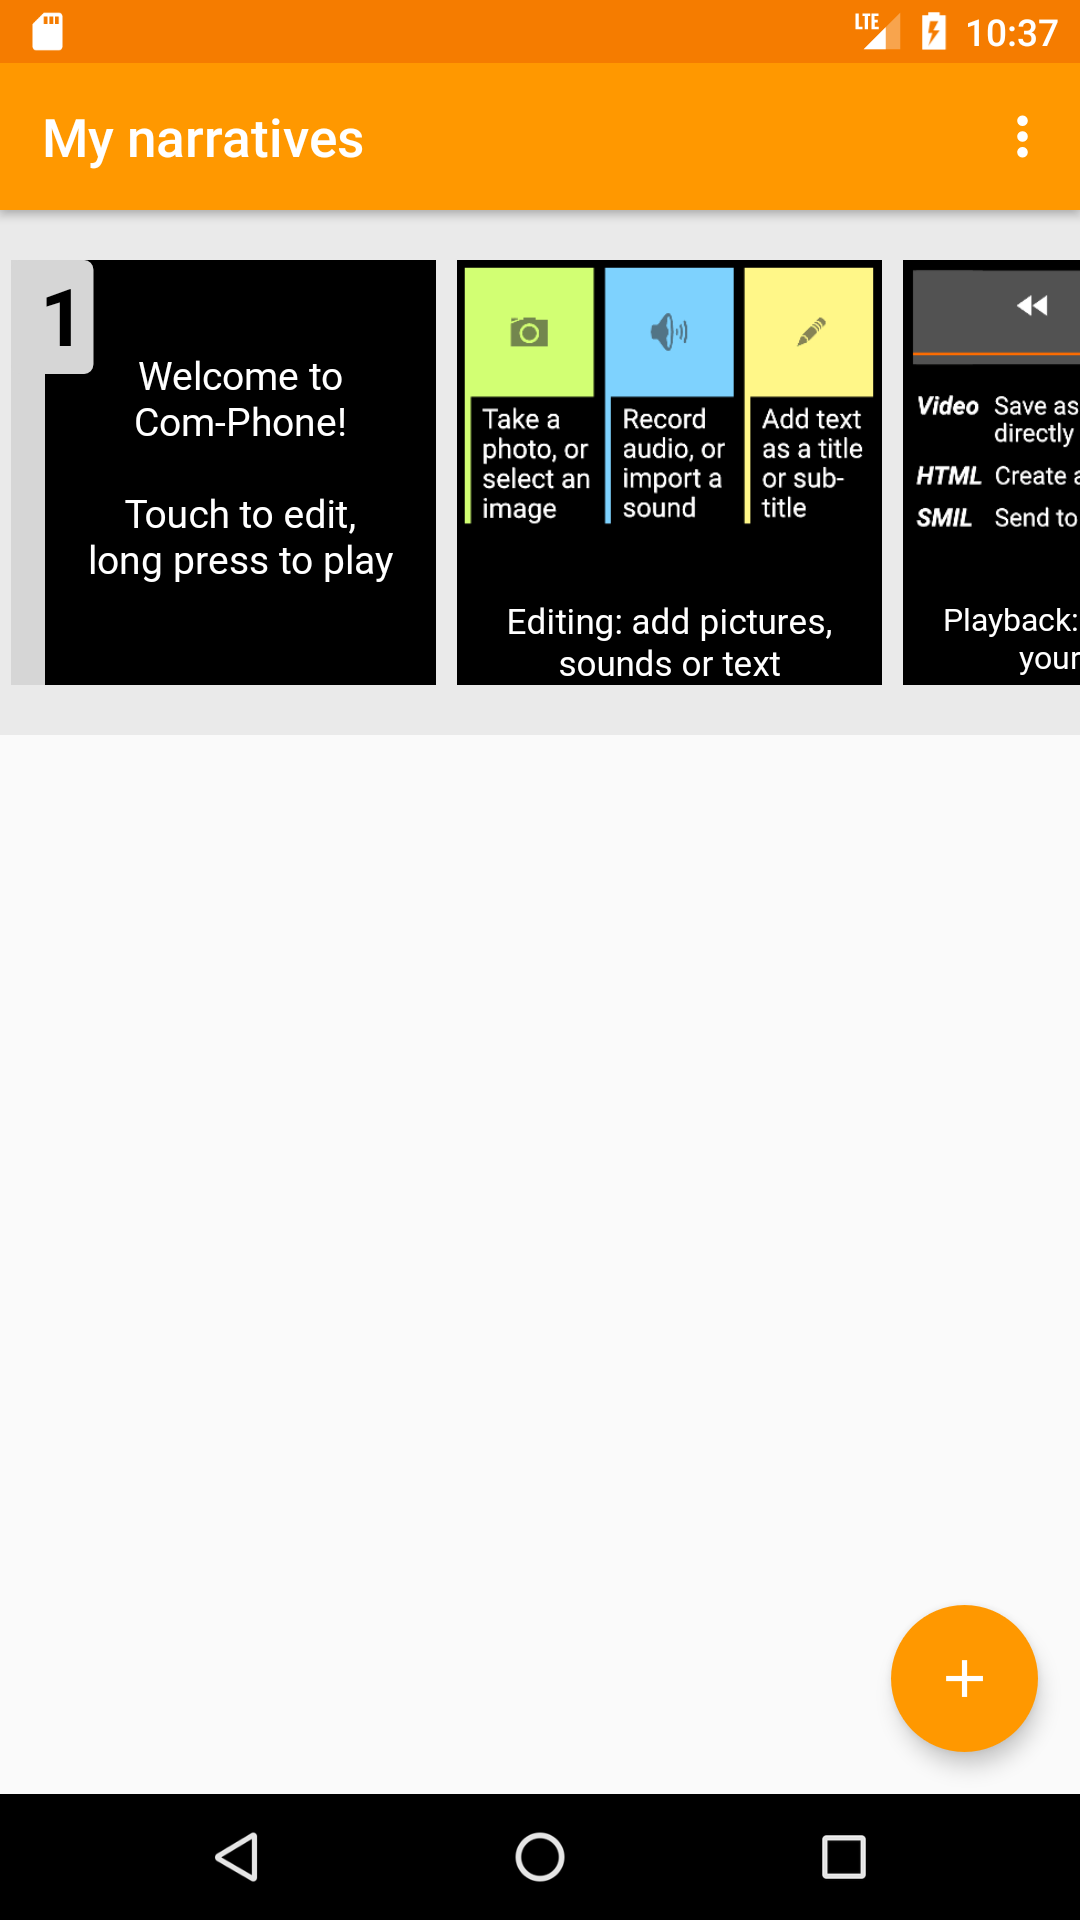 LTE 10:37
My narratives
1
Welcome to
Com-Phone!
Touch to edit,
long press to play
Take a
photo, or
select an
image
Record
audio, or
import a
sound
Add text
as a title
or sub-
title
Editing: add pictures,
sounds or text
Video Save as
directly
HTML Create a
SMIL Send to
Playback:
your